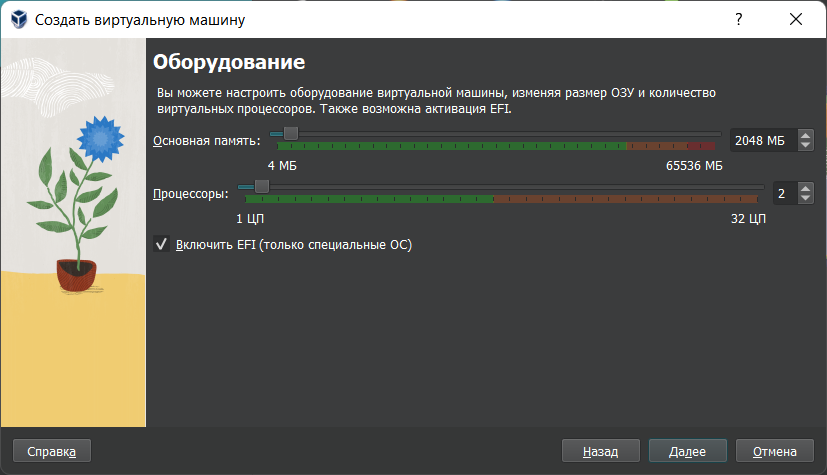 Создать виртуальную машину
?
Оборудование
Вы можете настроить оборудование виртуальной машины, изменяя размер ОЗУ и количество
виртуальных процессоров. Также возможна активация EFI.
Основная память:
2048 МБ
4 МБ
65536 МБ
Процессоры:
2
1 ЦП
32 ЦП
Включить EFI (только специальные ОС)
Справка
Назад
Далее
Отмена